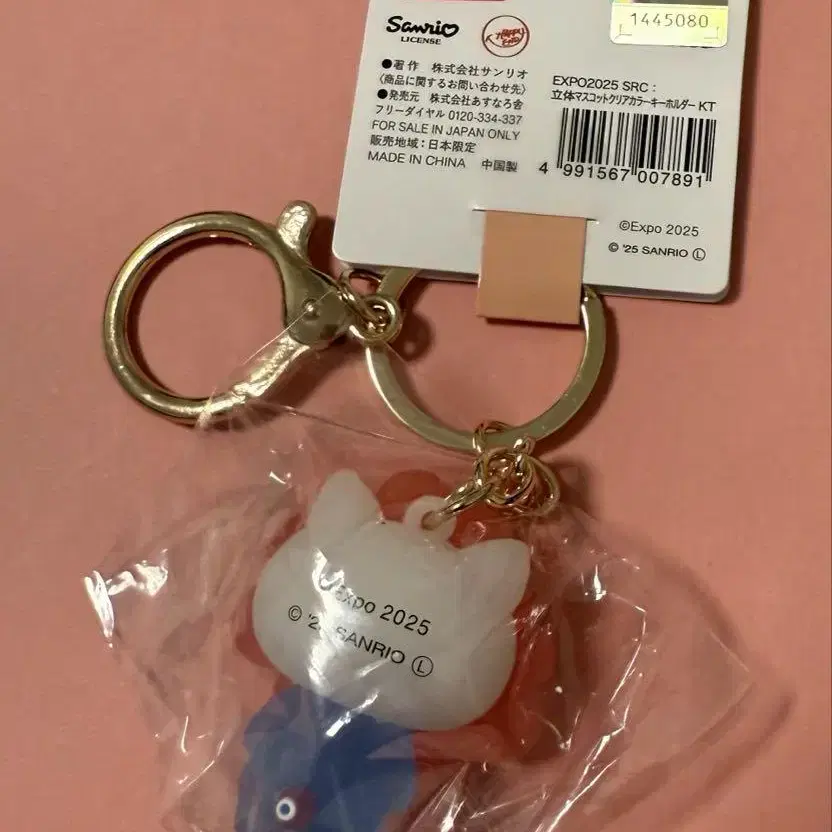 Sanrio
LICENSE
1445080
●著作 株式会社サンリオ
〈商品に関するお問い合わせ先〉
●発売元 株式会社あすなろ舎
フリーダイヤル 0120-334-337
FOR SALE IN JAPAN ONLY
販売地域：日本限定
MADE IN CHINA 中国製
EXPO2025 SRC :
立体マスコットクリアカラーキーホルダー KT
4 991567 007891
©Expo 2025
© '25 SANRIO Ⓛ
Expo 2025
© '25 SANRIO Ⓛ